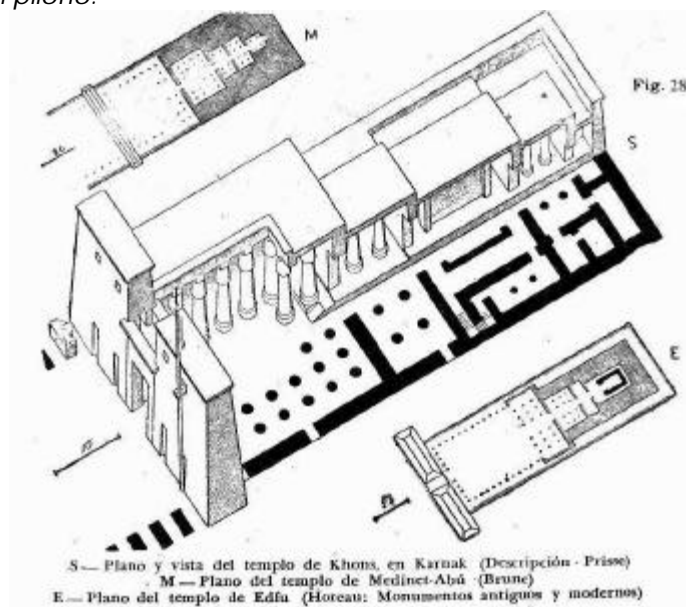 pilono.
M
Fig. 28
S
E
S — Plano y vista del templo de Khons, en Karnak (Descripción - Prisse)
M — Plano del templo de Medinet-Abú (Brune)
E — Plano del templo de Edfu (Horeau: Monumentos antiguos y modernos)